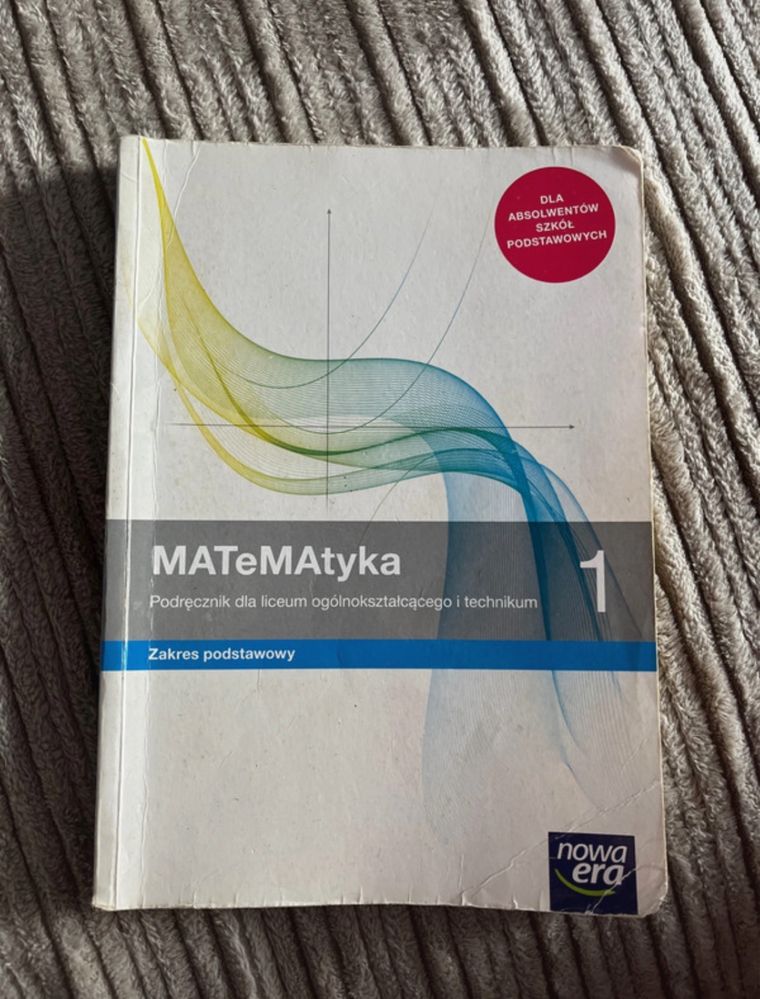 DLA
ABSOLWENTÓW
SZKÓŁ
PODSTAWOWYCH
MATeMAtyka
1
Podręcznik dla liceum ogólnokształcącego i technikum
Zakres podstawowy
nowa
era